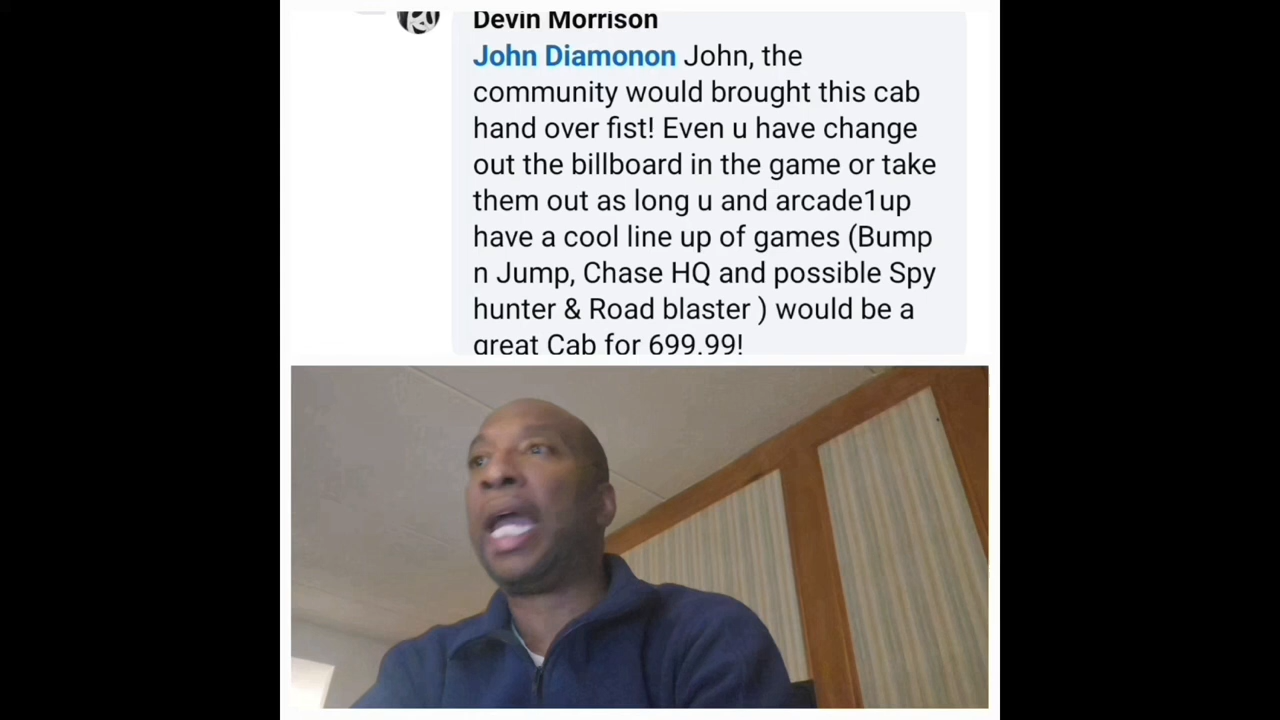 Devin Morrison
John Diamonon John, the
community would brought this cab
hand over fist! Even u have change
out the billboard in the game or take
them out as long u and arcade1up
have a cool line up of games (Bump
n Jump, Chase HQ and possible Spy
hunter & Road blaster ) would be a
great Cab for 699.99!